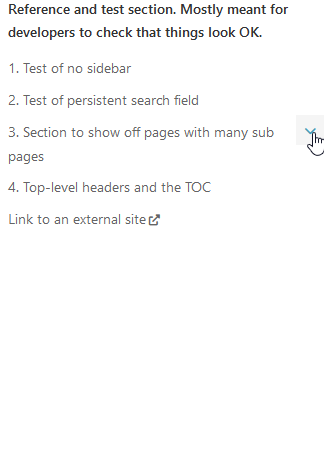 Reference and test section. Mostly meant for
developers to check that things look OK.
1. Test of no sidebar
2. Test of persistent search field
3. Section to show off pages with many sub
pages
4. Top-level headers and the TOC
Link to an external site